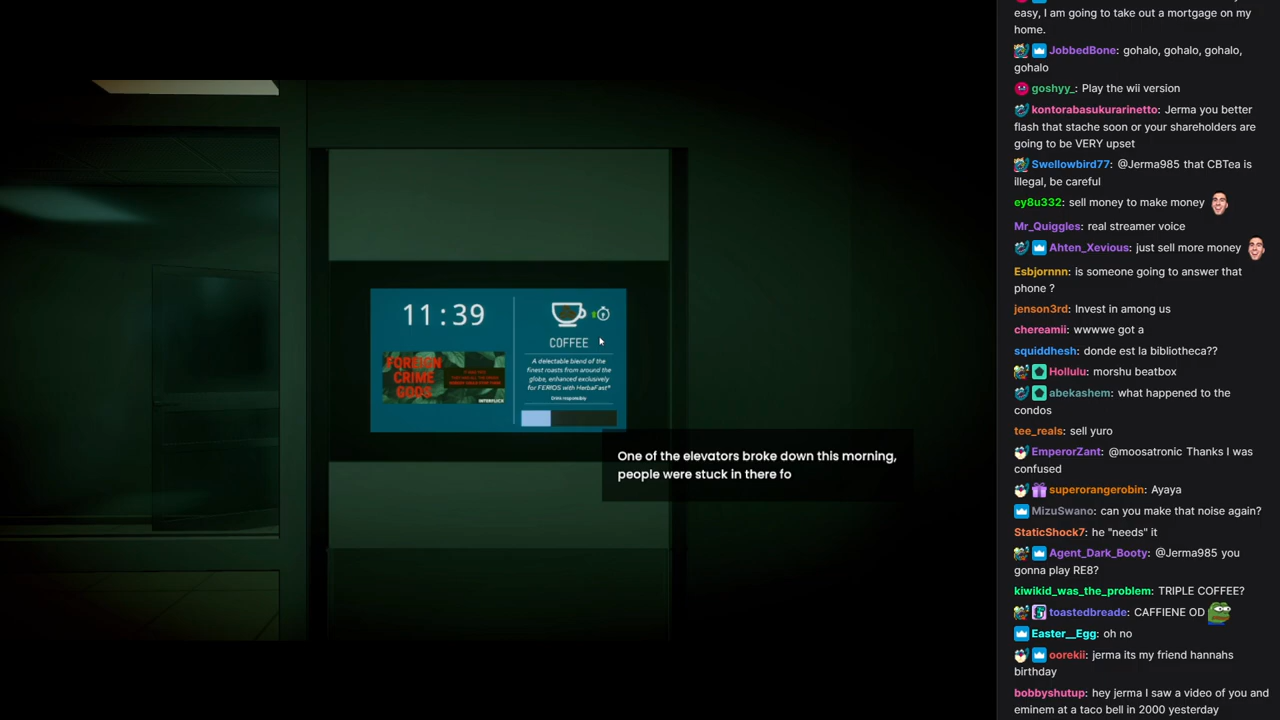 11:39
FOREIGN
CRIME
GODS
INTERFLICK
COFFEE
A delectable blend of the
finest roasts from around the
globe, enhanced exclusively
for FERIOS with HerbaFast®
Drink responsibly
One of the elevators broke down this morning,
people were stuck in there fo
easy, I am going to take out a mortgage on my
home.
JobbedBone: gohalo, gohalo, gohalo,
gohalo
goshyy_: Play the wii version
kontorabasukurarinetto: Jerma you better
flash that stache soon or your shareholders are
going to be VERY upset
Swellowbird77: @Jerma985 that CBTea is
illegal, be careful
ey8u332: sell money to make money
Mr_Quiggles: real streamer voice
Ahten_Xevious: just sell more money
Esbjornnn: is someone going to answer that
phone ?
jenson3rd: Invest in among us
chereamii: wwwwe got a
squiddhesh: donde est la bibliotheca??
Hollulu: morshu beatbox
abekashem: what happened to the
condos
tee_reals: sell yuro
EmperorZant: @moosatronic Thanks I was
confused
superorangerobin: Ayaya
MizuSwano: can you make that noise again?
StaticShock7: he "needs" it
Agent_Dark_Booty: @Jerma985 you
gonna play RE8?
kiwikid_was_the_problem: TRIPLE COFFEE?
toastedbreade: CAFFIENE OD
Easter__Egg: oh no
oorekii: jerma its my friend hannahs
birthday
bobbyshutup: hey jerma I saw a video of you and
eminem at a taco bell in 2000 yesterday